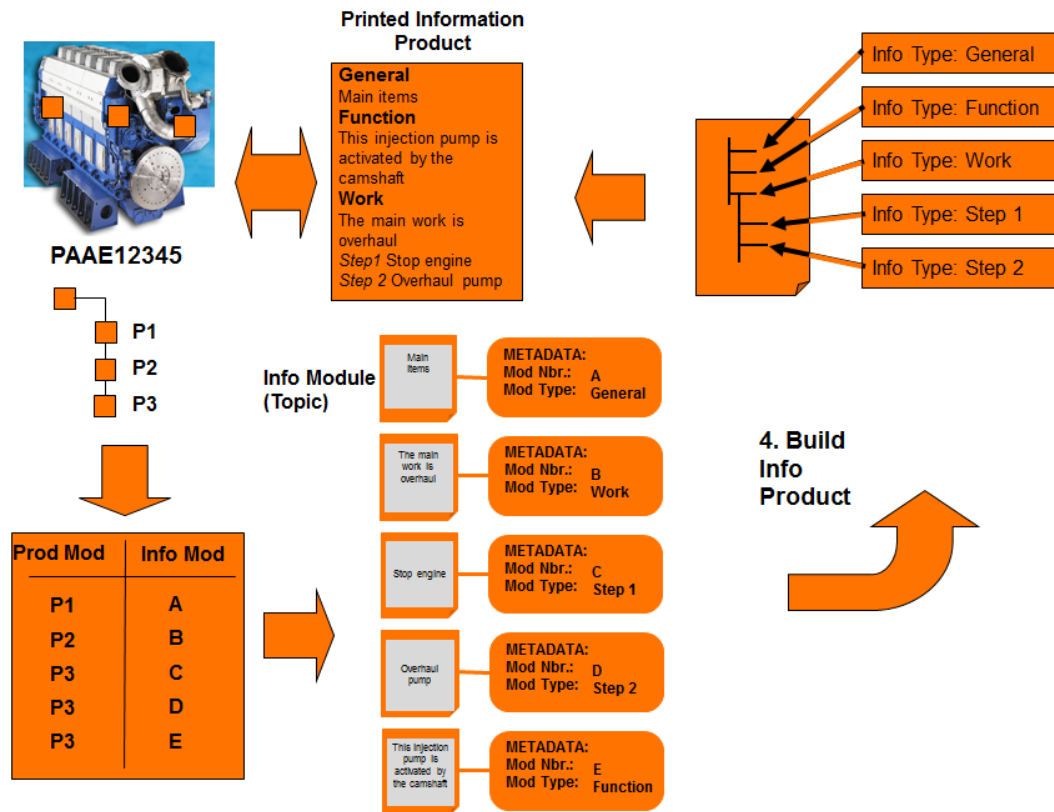 Printed Information
Product
General
Main items
Function
This injection pump is
activated by the
camshaft
Work
The main work is
overhaul
Step1 Stop engine
Step 2 Overhaul pump
Info Type: General
Info Type: Function
Info Type: Work
Info Type: Step 1
Info Type: Step 2
PAAE12345
P1
P2
P3
Prod Mod Info Mod
P1 A
P2 B
P3 C
P3 D
P3 E
Info Module
(Topic)
Main
Items
METADATA:
Mod Nbr.: A
Mod Type: General
The main
work is
overhaul
METADATA:
Mod Nbr.: B
Mod Type: Work
Stop engine
METADATA:
Mod Nbr.: C
Mod Type: Step 1
Overhaul
pump
METADATA:
Mod Nbr.: D
Mod Type: Step 2
This injection
pump is
activated by
the camshaft
METADATA:
Mod Nbr.: E
Mod Type: Function
4. Build
Info
Product